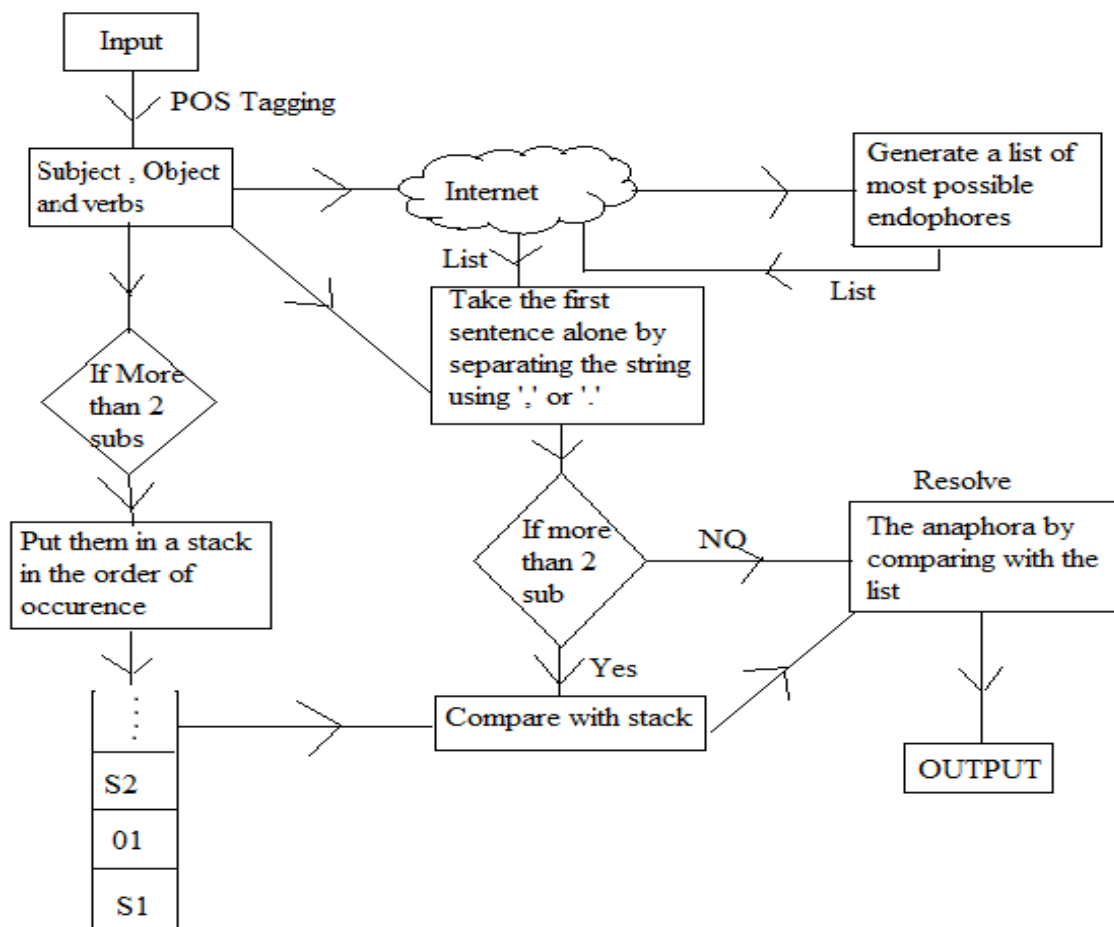 Input
POS Tagging
Subject , Object
and verbs
Internet
Generate a list of
most possible
endophores
List
List
Take the first
sentence alone by
separating the string
using ',' or '.'
If More
than 2
subs
Resolve
Put them in a stack
in the order of
occurence
If more
than 2
sub
NO
The anaphora by
comparing with the
list
Yes
Compare with stack
S2
01
S1
OUTPUT